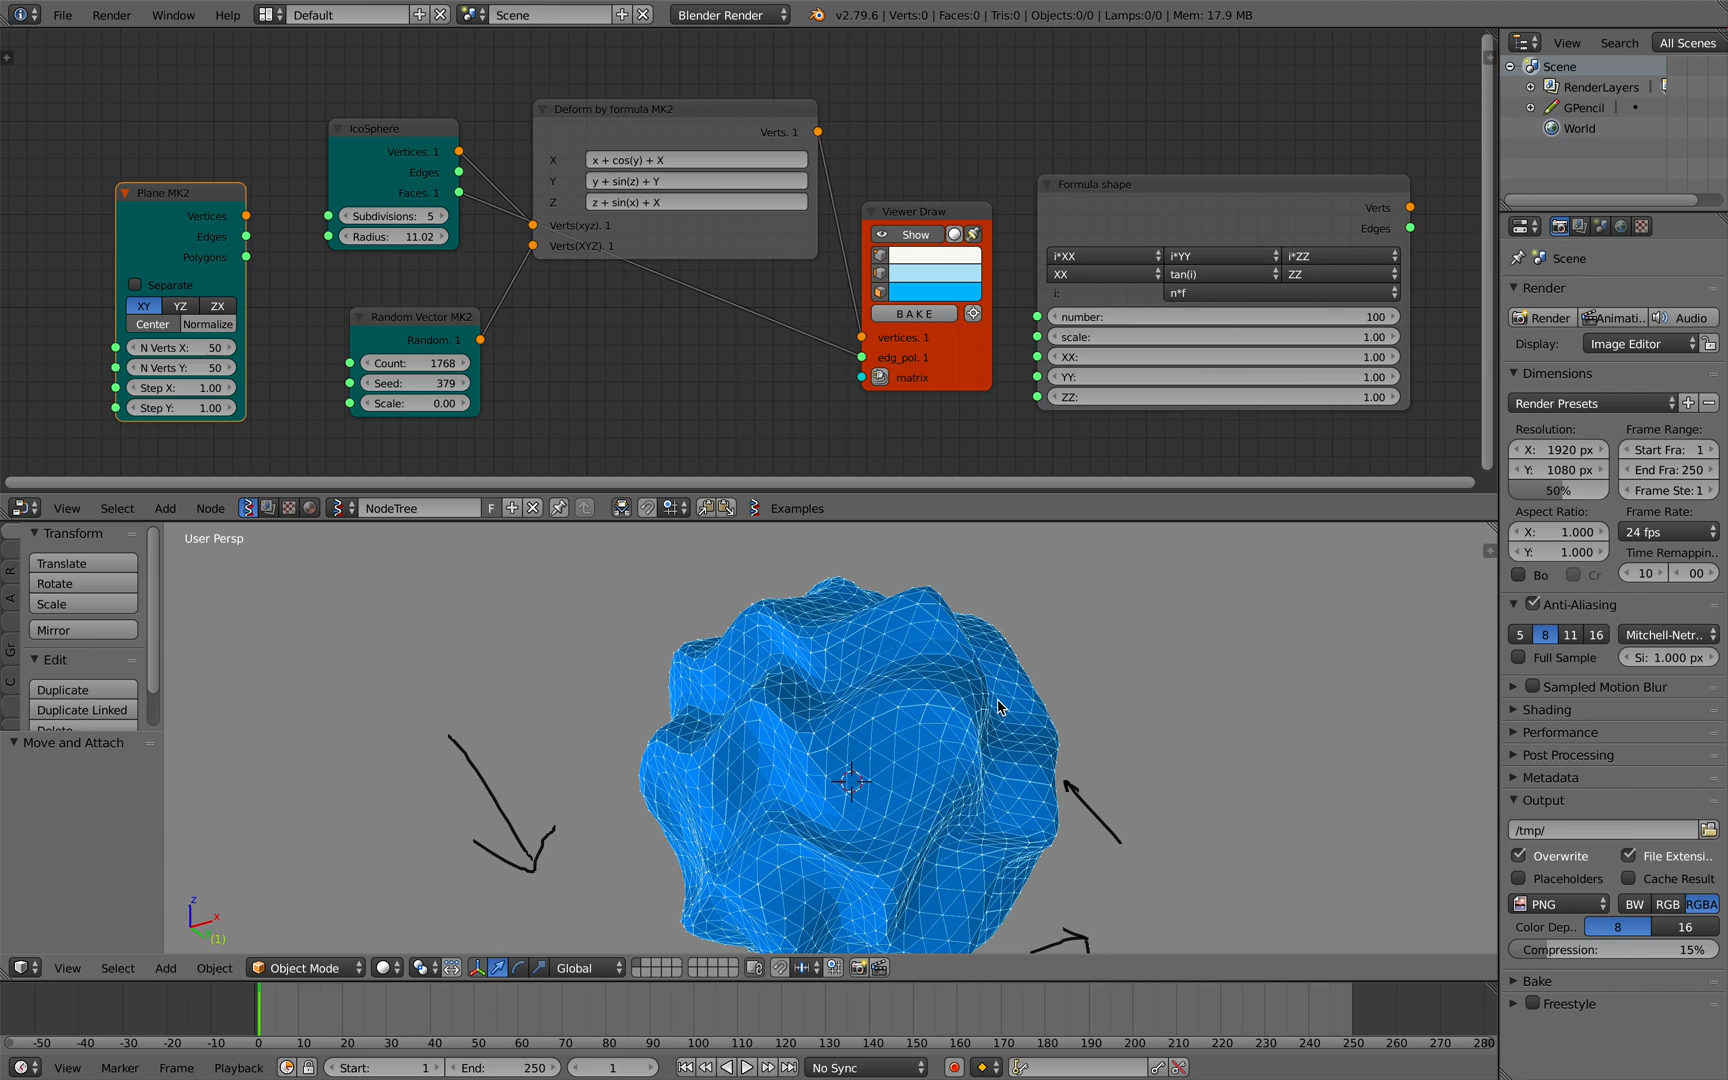 File Render Window Help Default Scene Blender Render v2.79.6 | Verts:0 | Faces:0 | Tris:0 | Objects:0/0 | Lamps:0/0 | Mem: 17.9 MB
View Search All Scenes
Scene
RenderLayers
GPencil
World
Plane MK2
Vertices
Edges
Polygons
Separate
XY YZ ZX
Center Normalize
N Verts X: 50
N Verts Y: 50
Step X: 1.00
Step Y: 1.00
IcoSphere
Vertices. 1
Edges
Faces. 1
Subdivisions: 5
Radius: 11.02
Random Vector MK2
Random. 1
Count: 1768
Seed: 379
Scale: 0.00
Deform by formula MK2
Verts. 1
X x + cos(y) + X
Y y + sin(z) + Y
Z z + sin(x) + X
Verts(xyz). 1
Verts(XYZ). 1
Viewer Draw
Show
BAKE
vertices. 1
edg_pol. 1
matrix
Formula shape
Verts
Edges
i*XX i*YY i*ZZ
XX tan(i) ZZ
i: n*f
number: 100
scale: 1.00
XX: 1.00
YY: 1.00
ZZ: 1.00
View Select Add Node NodeTree F Examples
Transform
Translate
Rotate
Scale
Mirror
Edit
Duplicate
Duplicate Linked
Delete
Move and Attach
R
A
Gr
C
User Persp
z
x
(1)
View Select Add Object Object Mode Global
-50 -40 -30 -20 -10 0 10 20 30 40 50 60 70 80 90 100 110 120 130 140 150 160 170 180 190 200 210 220 230 240 250 260 270 280
View Marker Frame Playback Start: 1 End: 250 1 No Sync
Scene
Render
Render Animati.. Audio
Display: Image Editor
Dimensions
Render Presets
Resolution: Frame Range:
X: 1920 px Start Fra: 1
Y: 1080 px End Fra: 250
50% Frame Ste: 1
Aspect Ratio: Frame Rate:
X: 1.000 24 fps
Y: 1.000 Time Remappin..
Bo Cr 10 00
Anti-Aliasing
5 8 11 16 Mitchell-Netr..
Full Sample Si: 1.000 px
Sampled Motion Blur
Shading
Performance
Post Processing
Metadata
Output
/tmp/
Overwrite File Extensi..
Placeholders Cache Result
PNG BW RGB RGBA
Color Dep.. 8 16
Compression: 15%
Bake
Freestyle